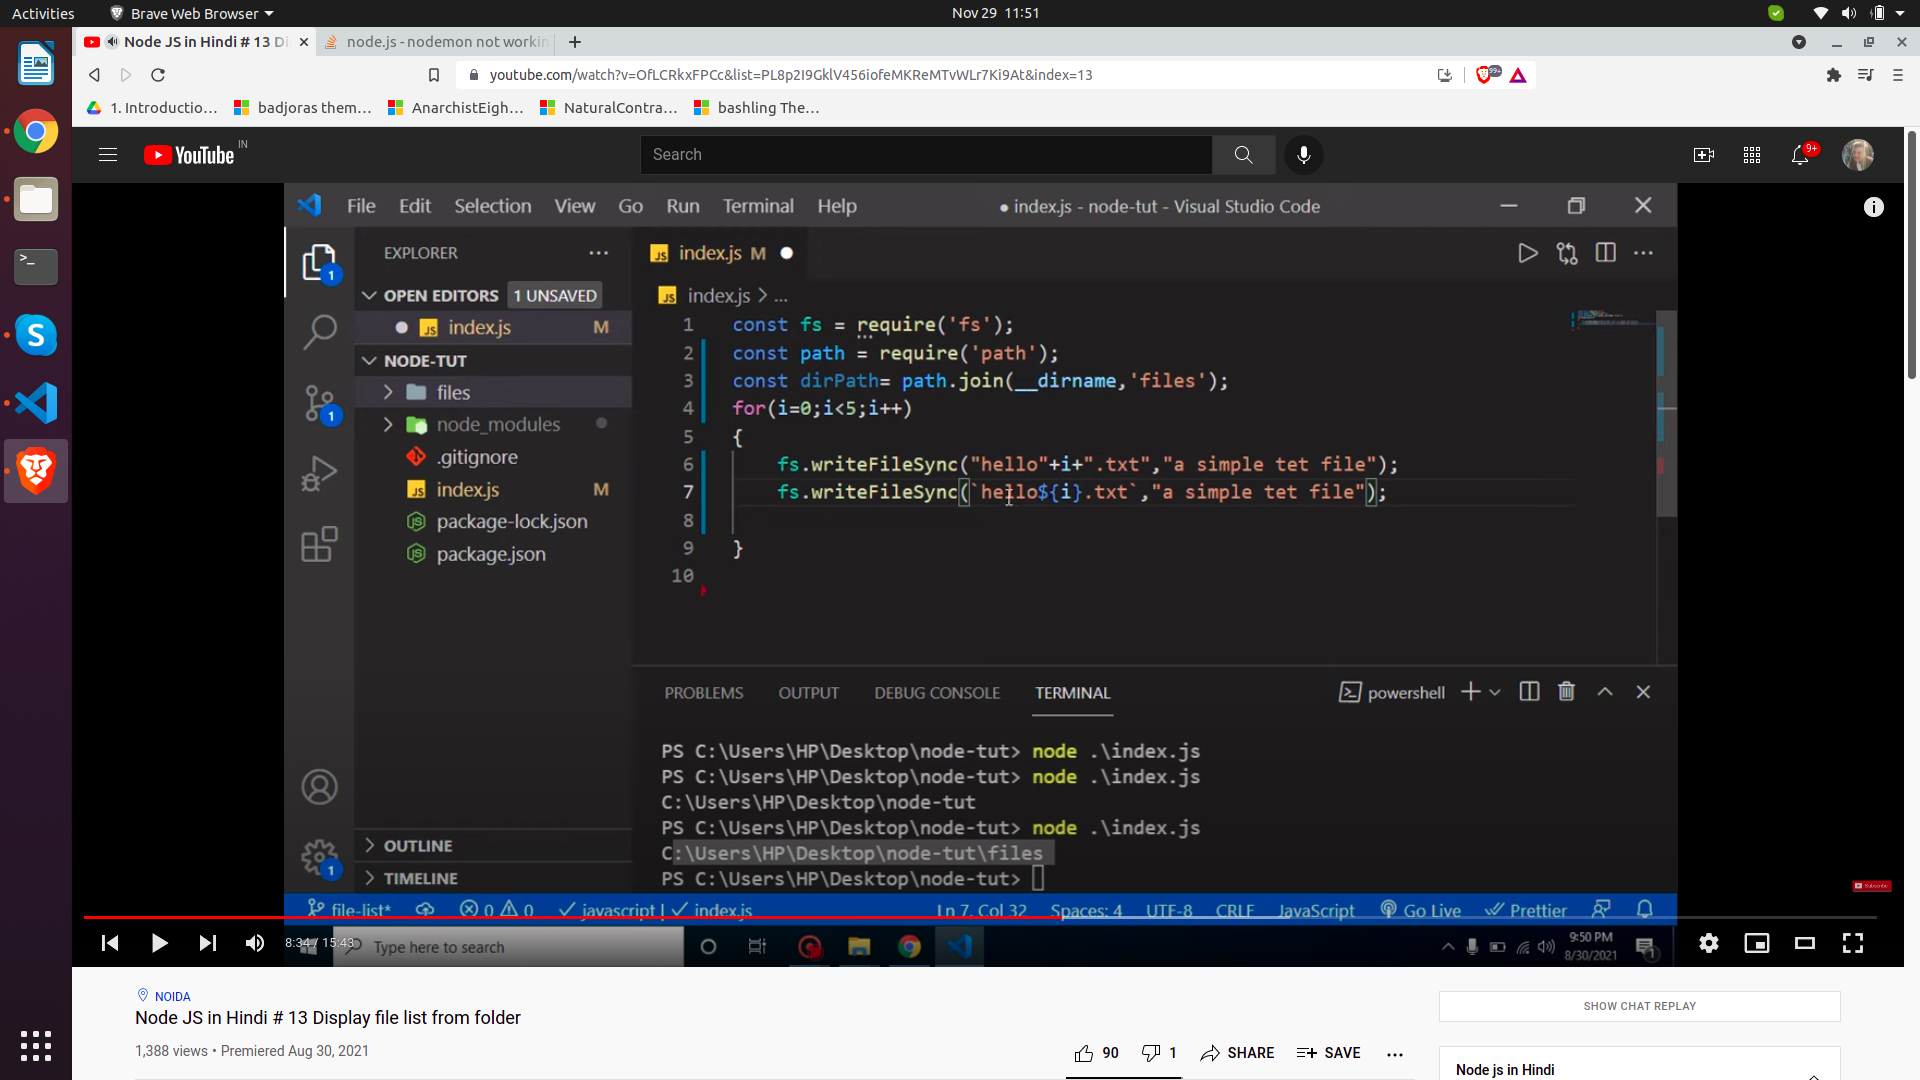 Activities
Brave Web Browser
Nov 29 11:51
Node JS in Hindi # 13 Di
node.js - nodemon not workin
youtube.com/watch?v=OfLCRkxFPCc&list=PL8p2I9GklV456iofeMKReMTvWLr7Ki9At&index=13
99+
1. Introductio...
badjoras them...
AnarchistEigh...
NaturalContra...
bashling The...
YouTube IN
Search
9+
File Edit Selection View Go Run Terminal Help
● index.js - node-tut - Visual Studio Code
EXPLORER
index.js M
OPEN EDITORS 1 UNSAVED
index.js M
NODE-TUT
files
node_modules
.gitignore
index.js M
package-lock.json
package.json
OUTLINE
TIMELINE
1
1
1
index.js > ...
1 const fs = require('fs');
2 const path = require('path');
3 const dirPath= path.join(__dirname,'files');
4 for(i=0;i<5;i++)
5 {
6 fs.writeFileSync("hello"+i+".txt","a simple tet file");
7 fs.writeFileSync(`hello${i}.txt`,"a simple tet file");
8
9 }
10
PROBLEMS OUTPUT DEBUG CONSOLE TERMINAL
powershell
PS C:\Users\HP\Desktop\node-tut> node .\index.js
PS C:\Users\HP\Desktop\node-tut> node .\index.js
C:\Users\HP\Desktop\node-tut
PS C:\Users\HP\Desktop\node-tut> node .\index.js
C:\Users\HP\Desktop\node-tut\files
PS C:\Users\HP\Desktop\node-tut>
Subscribe
file-list* 0 0 javascript | index.js
Ln 7, Col 32 Spaces: 4 UTF-8 CRLF JavaScript Go Live Prettier
8:34 / 15:43
Type here to search
9:50 PM
8/30/2021
1
NOIDA
Node JS in Hindi # 13 Display file list from folder
1,388 views • Premiered Aug 30, 2021
90 1 SHARE SAVE
SHOW CHAT REPLAY
Node js in Hindi